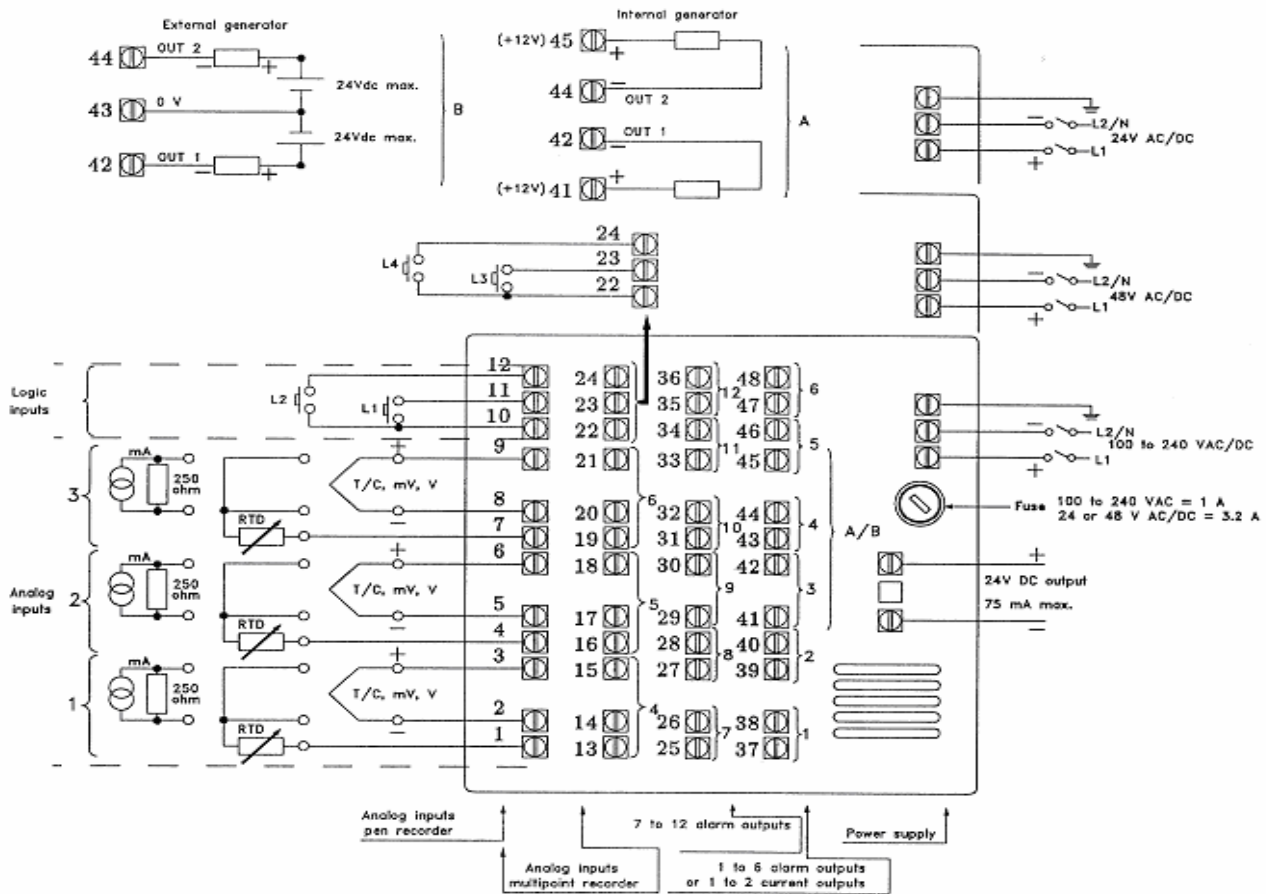 External generator
Internal generator
44 OUT 2
− +
24Vdc max.
43 0 V
24Vdc max.
42 OUT 1
− +
B
(+12V) 45
+
44
−
OUT 2
42
OUT 1
−
(+12V) 41
+
A
− L2/N
24V AC/DC
+ L1
24
23
22
L4
L3
− L2/N
48V AC/DC
+ L1
Logic
inputs
L2
L1
12
11
10
24
23
22
36
35
12
48
47
6
34
33
11
46
45
5
− L2/N
100 to 240 VAC/DC
+ L1
Fuse
100 to 240 VAC = 1 A
24 or 48 V AC/DC = 3.2 A
A/B
+
24V DC output
75 mA max.
−
Analog
inputs
3
mA
250
ohm
RTD
T/C, mV, V
+
−
9
8
7
21
20
19
6
32
31
10
44
43
4
2
mA
250
ohm
RTD
+
T/C, mV, V
−
6
5
4
18
17
16
5
30
29
9
42
41
3
28
27
8
40
39
2
1
mA
250
ohm
RTD
+
T/C, mV, V
−
3
2
1
15
14
13
4
26
25
7
38
37
1
Analog inputs
pen recorder
Analog inputs
multipoint recorder
7 to 12 alarm outputs
1 to 6 alarm outputs
or 1 to 2 current outputs
Power supply